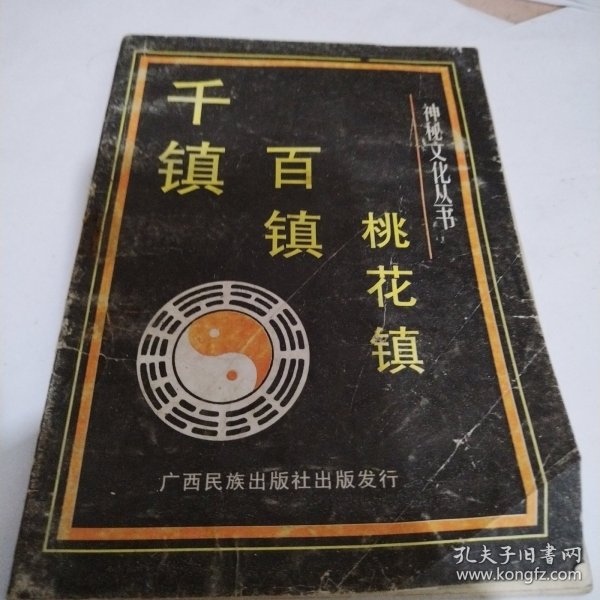 千镇
百镇
桃花镇
神秘文化丛书
广西民族出版社出版发行
孔夫子旧书网
www.kongfz.com